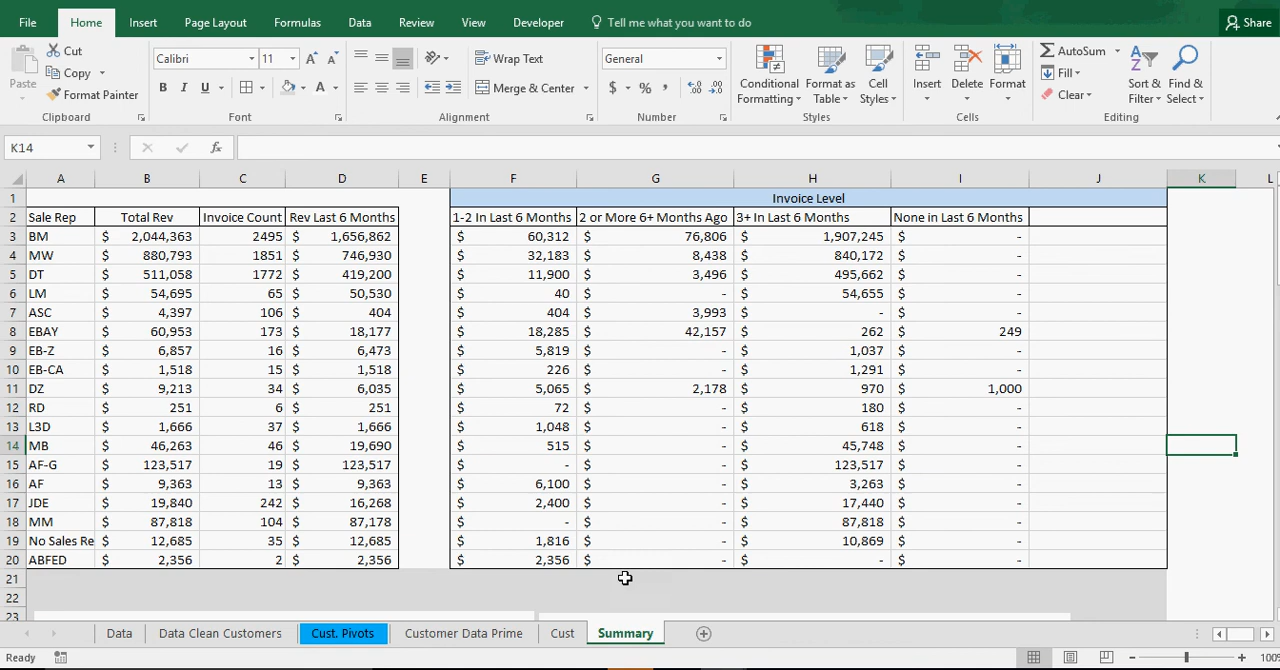 File Home Insert Page Layout Formulas Data Review View Developer Tell me what you want to do Share
Paste Cut Copy Format Painter Clipboard
Calibri 11 A A B I U A Font
Wrap Text Merge & Center Alignment
General $ % , Number
Conditional Formatting Format as Table Cell Styles Styles
Insert Delete Format Cells
AutoSum Fill Clear Sort & Filter Find & Select Editing
K14 fx
A B C D E F G H I J K L
1 Invoice Level
2 Sale Rep Total Rev Invoice Count Rev Last 6 Months 1-2 In Last 6 Months 2 or More 6+ Months Ago 3+ In Last 6 Months None in Last 6 Months
3 BM $ 2,044,363 2495 $ 1,656,862 $ 60,312 $ 76,806 $ 1,907,245 $ -
4 MW $ 880,793 1851 $ 746,930 $ 32,183 $ 8,438 $ 840,172 $ -
5 DT $ 511,058 1772 $ 419,200 $ 11,900 $ 3,496 $ 495,662 $ -
6 LM $ 54,695 65 $ 50,530 $ 40 $ - $ 54,655 $ -
7 ASC $ 4,397 106 $ 404 $ 404 $ 3,993 $ - $ -
8 EBAY $ 60,953 173 $ 18,177 $ 18,285 $ 42,157 $ 262 $ 249
9 EB-Z $ 6,857 16 $ 6,473 $ 5,819 $ - $ 1,037 $ -
10 EB-CA $ 1,518 15 $ 1,518 $ 226 $ - $ 1,291 $ -
11 DZ $ 9,213 34 $ 6,035 $ 5,065 $ 2,178 $ 970 $ 1,000
12 RD $ 251 6 $ 251 $ 72 $ - $ 180 $ -
13 L3D $ 1,666 37 $ 1,666 $ 1,048 $ - $ 618 $ -
14 MB $ 46,263 46 $ 19,690 $ 515 $ - $ 45,748 $ -
15 AF-G $ 123,517 19 $ 123,517 $ - $ - $ 123,517 $ -
16 AF $ 9,363 13 $ 9,363 $ 6,100 $ - $ 3,263 $ -
17 JDE $ 19,840 242 $ 16,268 $ 2,400 $ - $ 17,440 $ -
18 MM $ 87,818 104 $ 87,178 $ - $ - $ 87,818 $ -
19 No Sales Re $ 12,685 35 $ 12,685 $ 1,816 $ - $ 10,869 $ -
20 ABFED $ 2,356 2 $ 2,356 $ 2,356 $ - $ - $ -
21
22
23
Data Data Clean Customers Cust. Pivots Customer Data Prime Cust Summary
Ready 100%